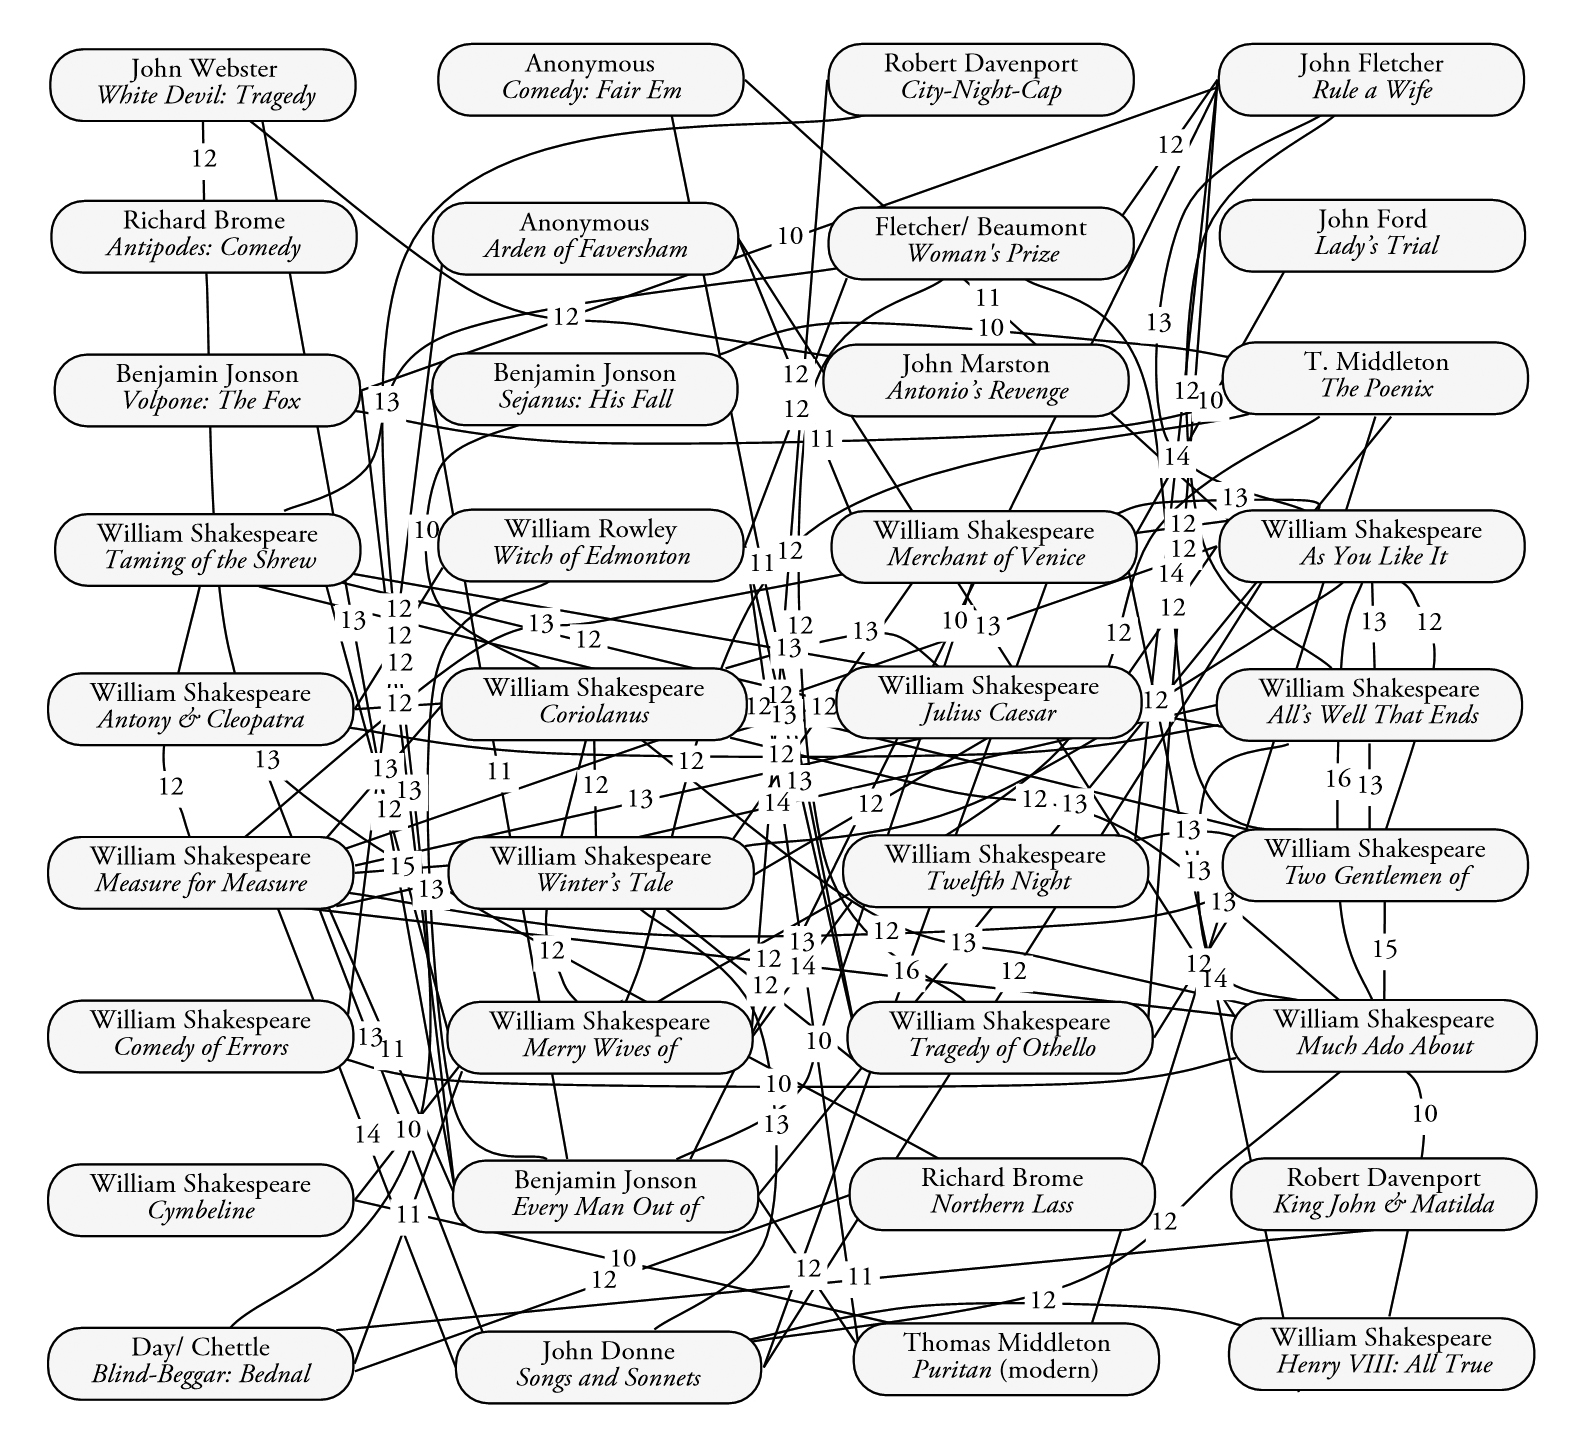 John Webster
White Devil: Tragedy
Anonymous
Comedy: Fair Em
Robert Davenport
City-Night-Cap
John Fletcher
Rule a Wife
12
12
Richard Brome
Antipodes: Comedy
Anonymous
Arden of Faversham
10
Fletcher/ Beaumont
Woman's Prize
John Ford
Lady's Trial
12
11
10
13
Benjamin Jonson
Volpone: The Fox
13
Benjamin Jonson
Sejanus: His Fall
12
12
John Marston
Antonio's Revenge
12
10
T. Middleton
The Poenix
11
14
13
William Shakespeare
Taming of the Shrew
10
William Rowley
Witch of Edmonton
11
12
William Shakespeare
Merchant of Venice
12
12
14
William Shakespeare
As You Like It
13
12
12
12
13
12
12
13
13
10
13
12
12
13
12
William Shakespeare
Antony & Cleopatra
12
William Shakespeare
Coriolanus
12
12
13
12
William Shakespeare
Julius Caesar
12
William Shakespeare
All's Well That Ends
12
13
13
13
12
11
12
12
13
12
13
14
12
12
13
16
13
13
William Shakespeare
Measure for Measure
15
13
William Shakespeare
Winter's Tale
William Shakespeare
Twelfth Night
13
13
William Shakespeare
Two Gentlemen of
12
13
12
14
12
12
13
16
12
12
14
15
William Shakespeare
Comedy of Errors
13
11
William Shakespeare
Merry Wives of
10
William Shakespeare
Tragedy of Othello
William Shakespeare
Much Ado About
14
10
10
13
10
William Shakespeare
Cymbeline
11
Benjamin Jonson
Every Man Out of
Richard Brome
Northern Lass
12
Robert Davenport
King John & Matilda
10
12
12
11
12
Day/ Chettle
Blind-Beggar: Bednal
John Donne
Songs and Sonnets
Thomas Middleton
Puritan (modern)
William Shakespeare
Henry VIII: All True